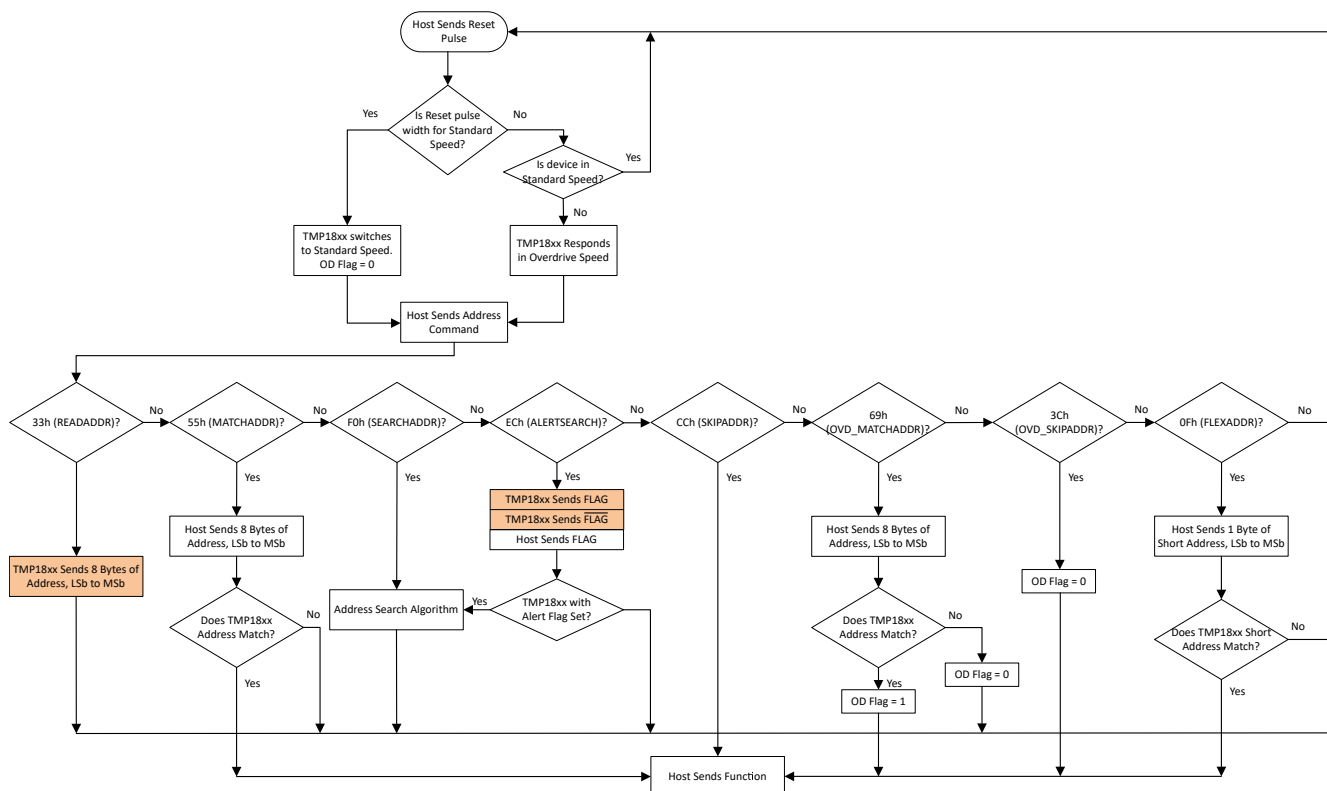 Host Sends Reset
Pulse
Yes
Is Reset pulse
width for Standard
Speed?
No
Is device in
Standard Speed?
Yes
No
TMP18xx switches
to Standard Speed.
OD Flag = 0
TMP18xx Responds
in Overdrive Speed
Host Sends Address
Command
33h (READADDR)?
No
55h (MATCHADDR)?
No
F0h (SEARCHADDR)?
No
ECh (ALERTSEARCH)?
No
CCh (SKIPADDR)?
No
69h
(OVD_MATCHADDR)?
No
3Ch
(OVD_SKIPADDR)?
No
0Fh (FLEXADDR)?
No
Yes
Yes
Yes
Yes
Yes
Yes
Yes
Yes
TMP18xx Sends 8 Bytes of
Address, LSb to MSb
Host Sends 8 Bytes of
Address, LSb to MSb
Does TMP18xx
Address Match?
No
Yes
Address Search Algorithm
TMP18xx Sends FLAG
TMP18xx Sends F̅L̅A̅G̅
Host Sends FLAG
Yes
TMP18xx with
Alert Flag Set?
No
Host Sends 8 Bytes of
Address, LSb to MSb
Does TMP18xx
Address Match?
No
Yes
OD Flag = 1
OD Flag = 0
OD Flag = 0
Host Sends 1 Byte of
Short Address, LSb to MSb
Does TMP18xx Short
Address Match?
No
Yes
Host Sends Function